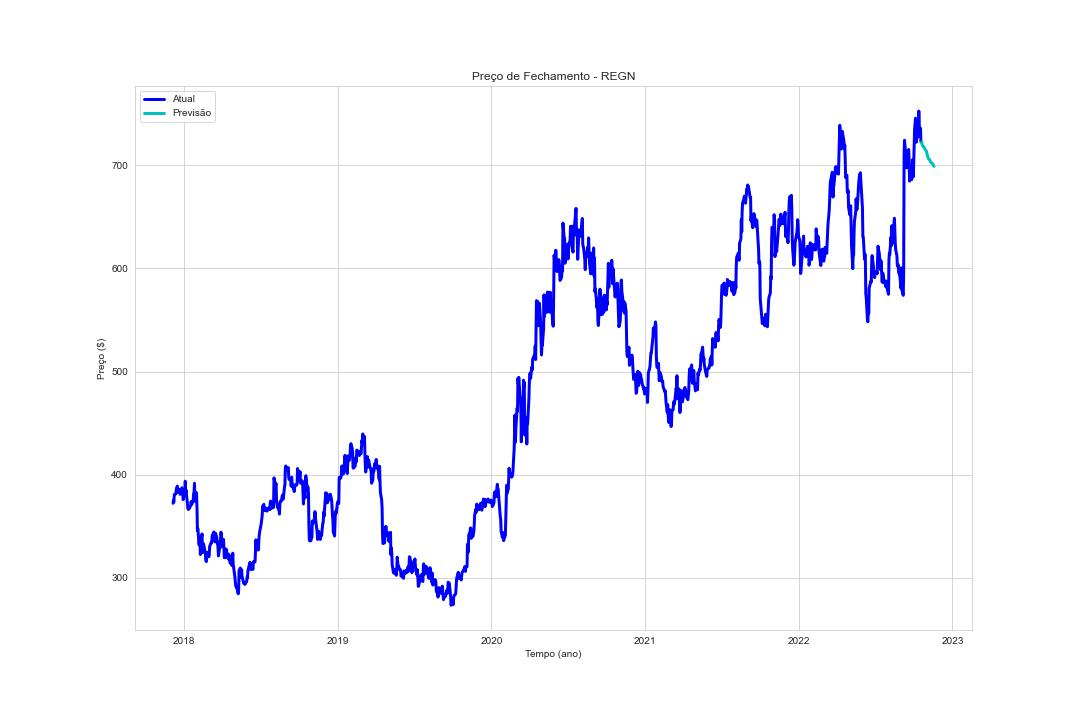 Preço de Fechamento - REGN
Atual
Previsão
700
600
500
400
300
Preço ($)
2018 2019 2020 2021 2022 2023
Tempo (ano)